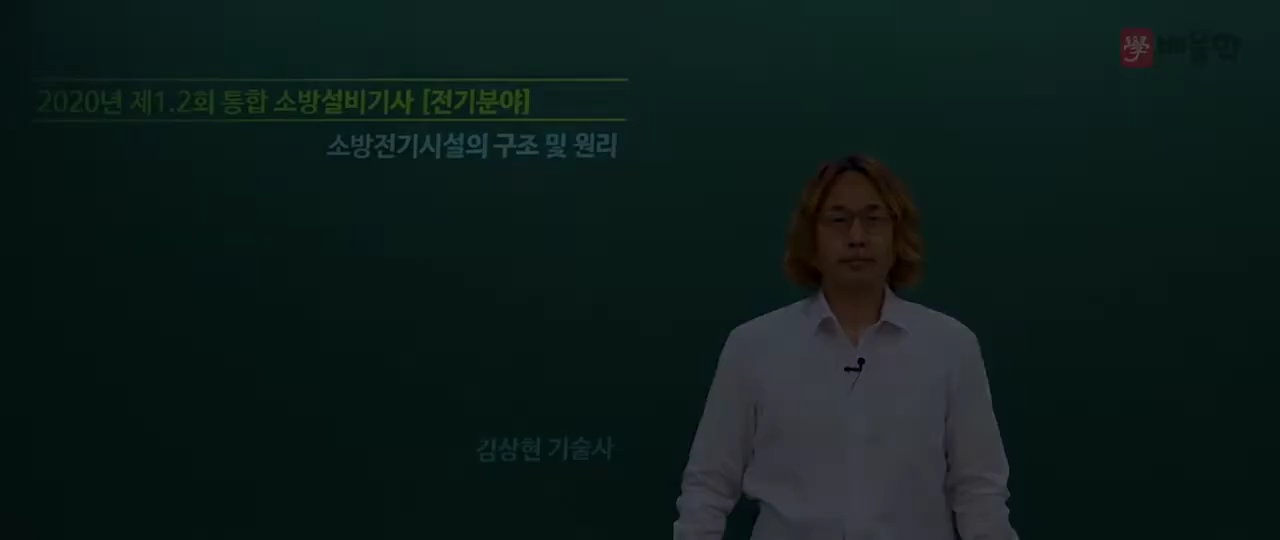 學 배울학
2020년 제1.2회 통합 소방설비기사 [전기분야]
소방전기시설의 구조 및 원리
김상현 기술사